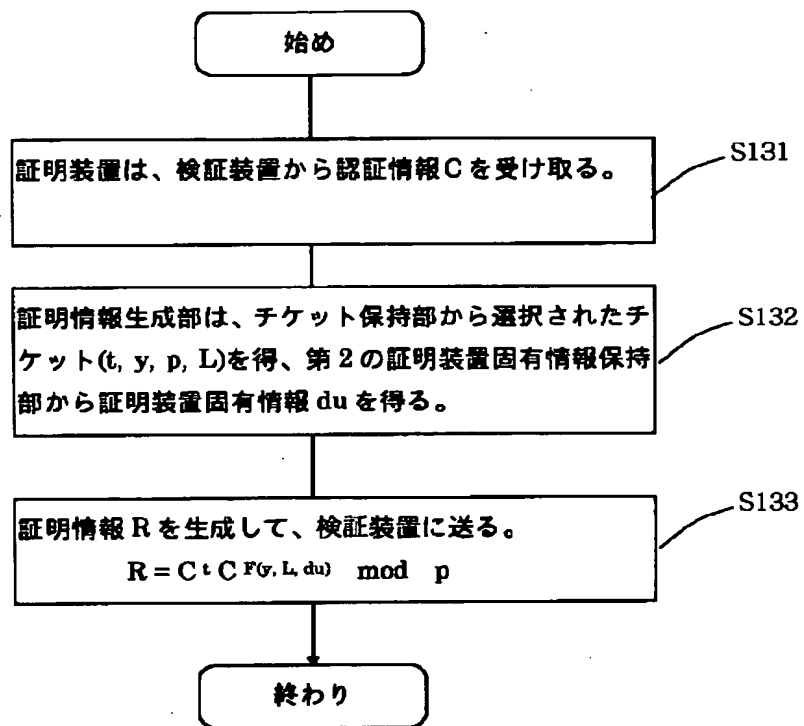 始め
証明装置は、検証装置から認証情報Cを受け取る。
S131
証明情報生成部は、チケット保持部から選択されたチ
ケット(t, y, p, L)を得、第2の証明装置固有情報保持
部から証明装置固有情報 du を得る。
S132
証明情報 R を生成して、検証装置に送る。
R = C t C F(y, L, du) mod p
S133
終わり